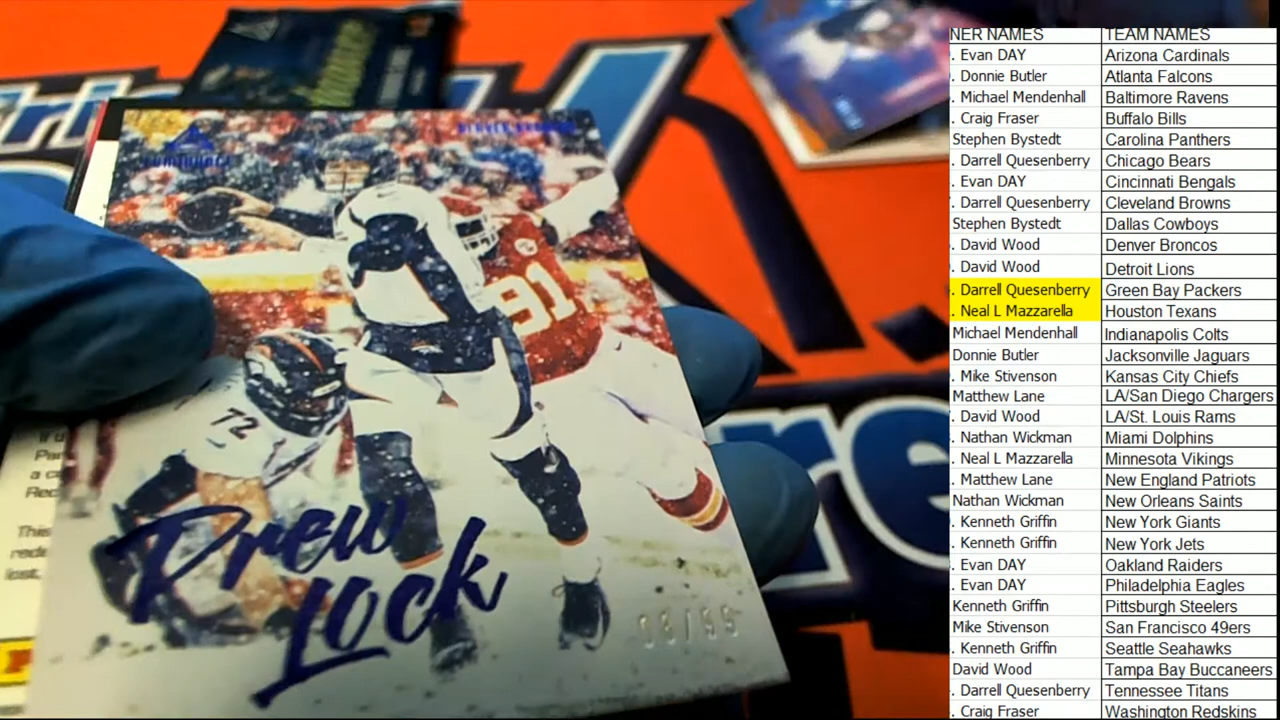 LUMINANCE
DENVER BRONCOS
91
72
Drew
Lock
This
lost,
re
NER NAMES TEAM NAMES
. Evan DAY Arizona Cardinals
. Donnie Butler Atlanta Falcons
. Michael Mendenhall Baltimore Ravens
. Craig Fraser Buffalo Bills
Stephen Bystedt Carolina Panthers
. Darrell Quesenberry Chicago Bears
. Evan DAY Cincinnati Bengals
. Darrell Quesenberry Cleveland Browns
Stephen Bystedt Dallas Cowboys
. David Wood Denver Broncos
. David Wood Detroit Lions
. Darrell Quesenberry Green Bay Packers
. Neal L Mazzarella Houston Texans
Michael Mendenhall Indianapolis Colts
Donnie Butler Jacksonville Jaguars
. Mike Stivenson Kansas City Chiefs
Matthew Lane LA/San Diego Chargers
. David Wood LA/St. Louis Rams
. Nathan Wickman Miami Dolphins
. Neal L Mazzarella Minnesota Vikings
. Matthew Lane New England Patriots
Nathan Wickman New Orleans Saints
. Kenneth Griffin New York Giants
. Kenneth Griffin New York Jets
. Evan DAY Oakland Raiders
. Evan DAY Philadelphia Eagles
Kenneth Griffin Pittsburgh Steelers
Mike Stivenson San Francisco 49ers
. Kenneth Griffin Seattle Seahawks
David Wood Tampa Bay Buccaneers
. Darrell Quesenberry Tennessee Titans
. Craig Fraser Washington Redskins